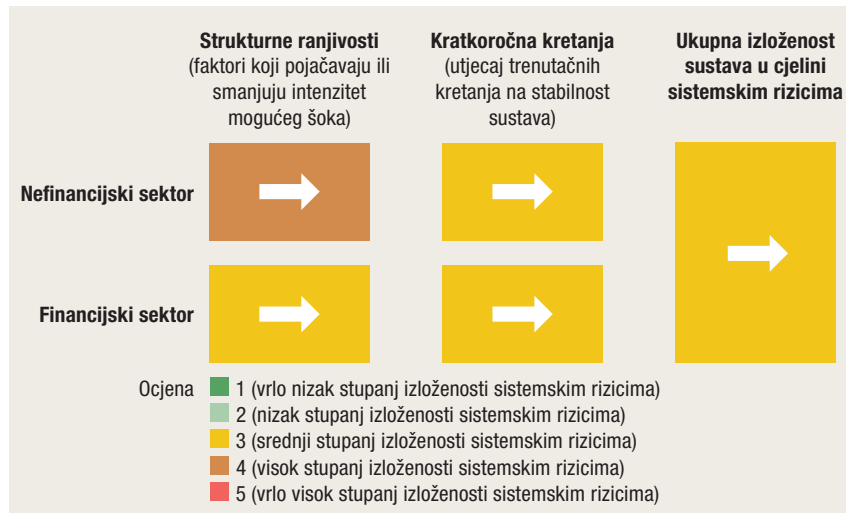 Strukturne ranjivosti
(faktori koji pojačavaju ili
smanjuju intenzitet
mogućeg šoka)
Kratkoročna kretanja
(utjecaj trenutačnih
kretanja na stabilnost
sustava)
Ukupna izloženost
sustava u cjelini
sistemskim rizicima
Nefinancijski sektor
Financijski sektor
Ocjena
1 (vrlo nizak stupanj izloženosti sistemskim rizicima)
2 (nizak stupanj izloženosti sistemskim rizicima)
3 (srednji stupanj izloženosti sistemskim rizicima)
4 (visok stupanj izloženosti sistemskim rizicima)
5 (vrlo visok stupanj izloženosti sistemskim rizicima)